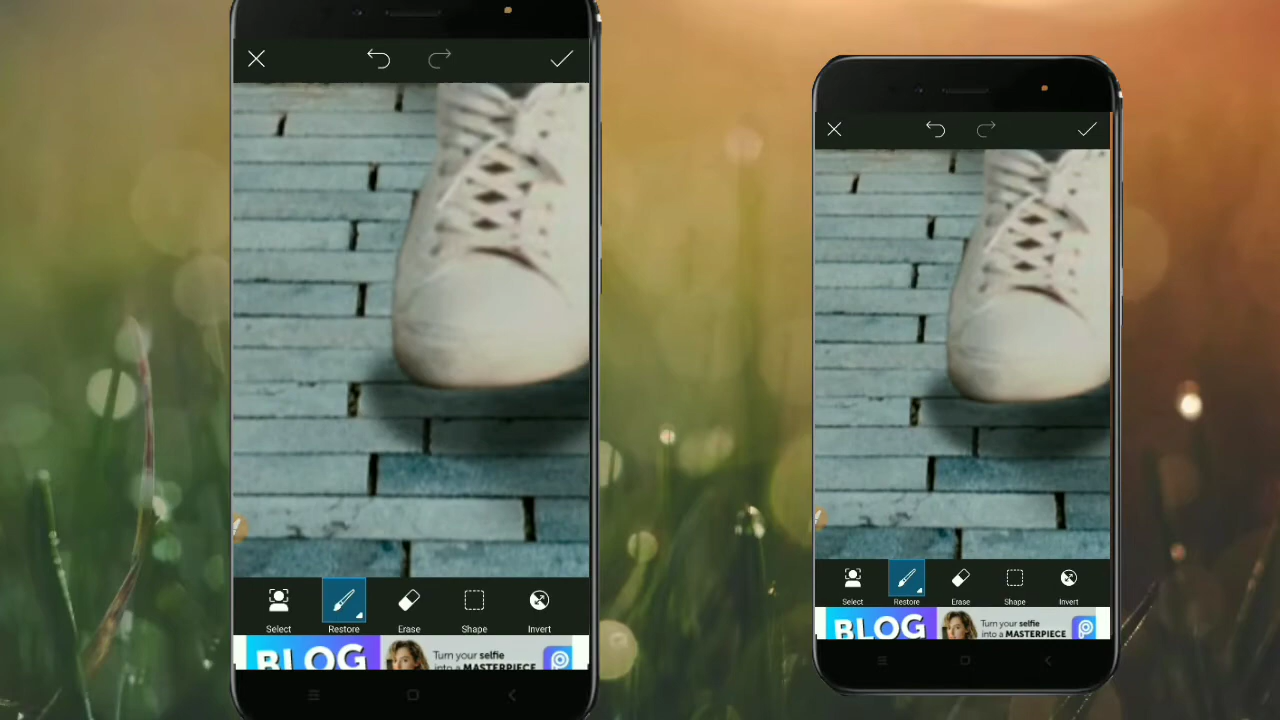 Select
Restore
Erase
Shape
Invert
BLOG
Turn your selfie
into a MASTERPIECE
Select
Restore
Erase
Shape
Invert
BLOG
Turn your selfie
into a MASTERPIECE